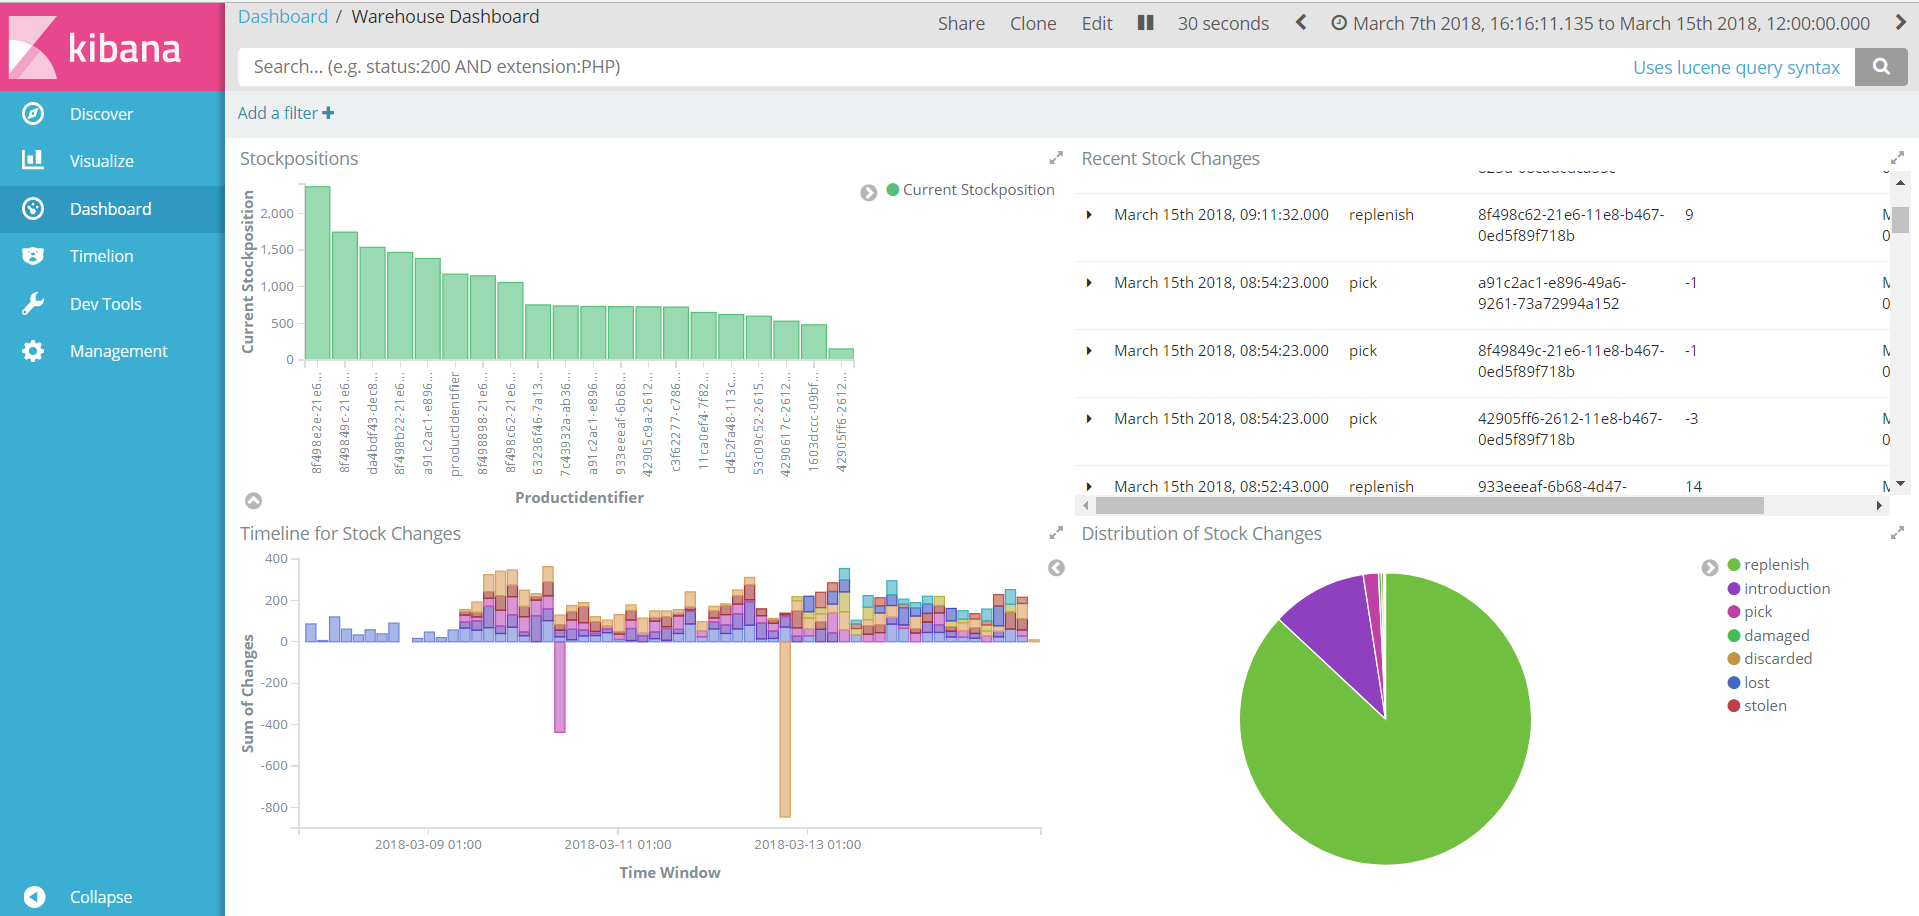 kibana
Discover
Visualize
Dashboard
Timelion
Dev Tools
Management
Collapse
Dashboard / Warehouse Dashboard
Share Clone Edit 30 seconds March 7th 2018, 16:16:11.135 to March 15th 2018, 12:00:00.000
Search... (e.g. status:200 AND extension:PHP) Uses lucene query syntax
Add a filter
Stockpositions
Current Stockposition
2,000
1,500
1,000
500
0
8f498e2e-21e6...
8f49849c-21e6...
da4bdf43-dec8...
8f498b22-21e6...
a91c2ac1-e896...
productIdentifier
8f498898-21e6...
8f498c62-21e6...
63236f46-7a13...
7c43932a-ab36...
a91c2ac1-e896...
933eeeaf-6b68...
42905c9a-2612...
c3f62277-c786...
11ca0ef4-7f82...
d452fa48-113c...
53c09c52-2615...
4290617c-2612...
1603dccc-09bf...
42905ff6-2612...
Productidentifier
Current Stockposition
Recent Stock Changes
March 15th 2018, 09:11:32.000 replenish 8f498c62-21e6-11e8-b467- 9
0ed5f89f718b
March 15th 2018, 08:54:23.000 pick a91c2ac1-e896-49a6- -1
9261-73a72994a152
March 15th 2018, 08:54:23.000 pick 8f49849c-21e6-11e8-b467- -1
0ed5f89f718b
March 15th 2018, 08:54:23.000 pick 42905ff6-2612-11e8-b467- -3
0ed5f89f718b
March 15th 2018, 08:52:43.000 replenish 933eeeaf-6b68-4d47- 14
Timeline for Stock Changes
Sum of Changes
400
200
0
-200
-400
-600
-800
2018-03-09 01:00 2018-03-11 01:00 2018-03-13 01:00
Time Window
Distribution of Stock Changes
replenish
introduction
pick
damaged
discarded
lost
stolen